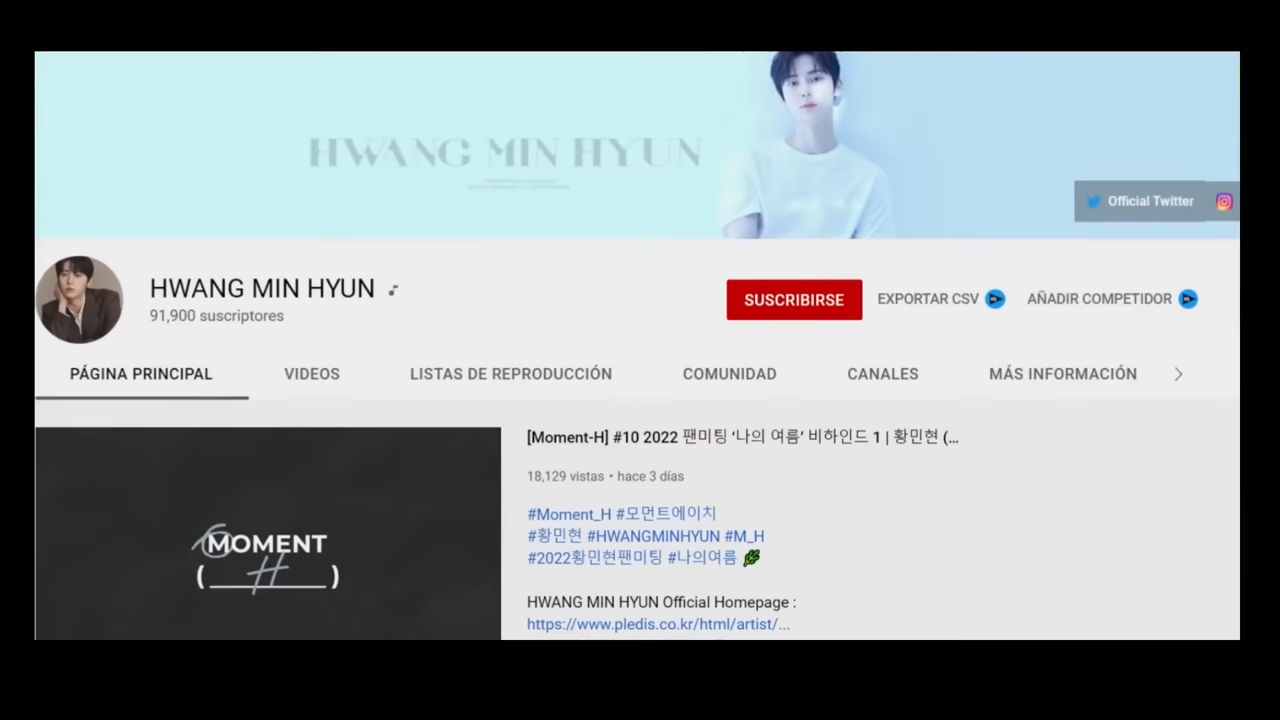 HWANG MIN HYUN
Official Twitter
HWANG MIN HYUN
91,900 suscriptores
SUSCRIBIRSE
EXPORTAR CSV
AÑADIR COMPETIDOR
PÁGINA PRINCIPAL
VIDEOS
LISTAS DE REPRODUCCIÓN
COMUNIDAD
CANALES
MÁS INFORMACIÓN
[Moment-H] #10 2022 팬미팅 ‘나의 여름’ 비하인드 1 | 황민현 (...
18,129 vistas • hace 3 días
#Moment_H #모먼트에이치
#황민현 #HWANGMINHYUN #M_H
#2022황민현팬미팅 #나의여름
HWANG MIN HYUN Official Homepage :
https://www.pledis.co.kr/html/artist/...
MOMENT
(___H___)